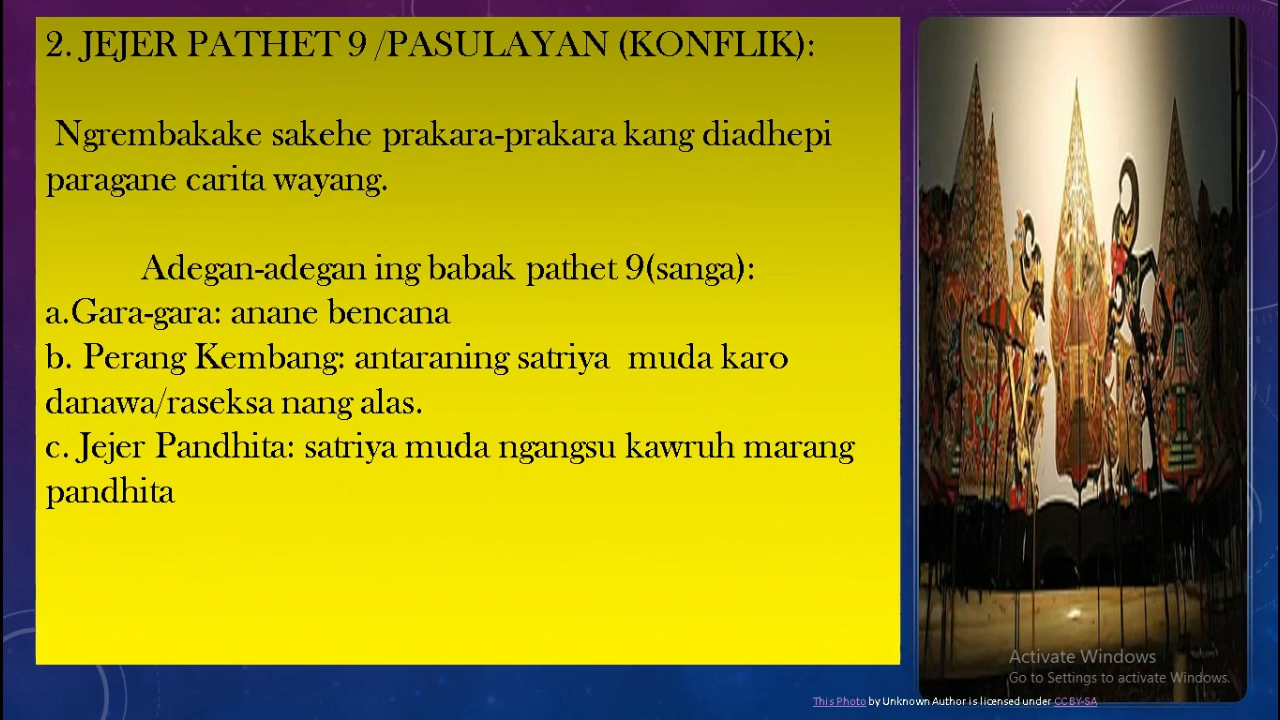 2. JEJER PATHET 9 /PASULAYAN (KONFLIK):
Ngrembakake sakehe prakara-prakara kang diadhepi
paragane carita wayang.
Adegan-adegan ing babak pathet 9(sanga):
a.Gara-gara: anane bencana
b. Perang Kembang: antaraning satriya muda karo
danawa/raseksa nang alas.
c. Jejer Pandhita: satriya muda ngangsu kawruh marang
pandhita
Activate Windows
Go to Settings to activate Windows.
This Photo by Unknown Author is licensed under CC BY-SA